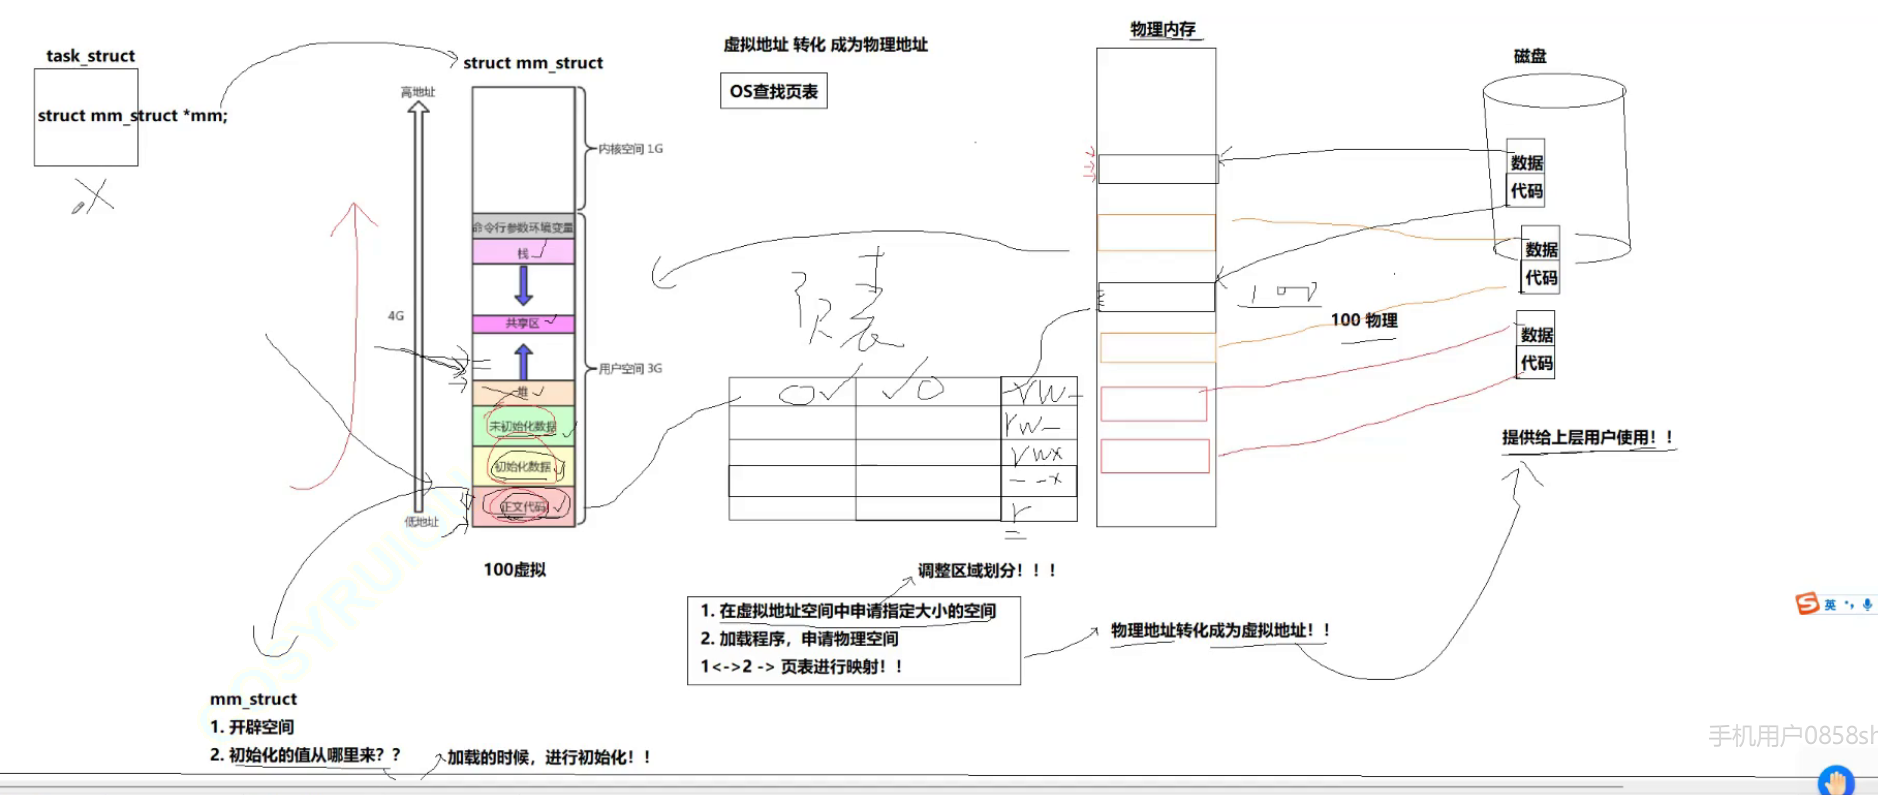 task_struct
struct mm_struct *mm;
struct mm_struct
高地址
4G
低地址
内核空间 1G
命令行参数环境变量
栈
共享区
用户空间 3G
堆
未初始化数据
初始化数据
正文代码
100虚拟
虚拟地址 转化 成为物理地址
OS查找页表
页表
rw-
rw-
rwx
--x
r
物理内存
100
100 物理
磁盘
数据
代码
数据
代码
数据
代码
提供给上层用户使用！！
调整区域划分！！！
1. 在虚拟地址空间中申请指定大小的空间
2. 加载程序，申请物理空间
1<->2 -> 页表进行映射！！
物理地址转化成为虚拟地址！！
mm_struct
1. 开辟空间
2. 初始化的值从哪里来？？
加载的时候，进行初始化！！
英
手机用户0858sh